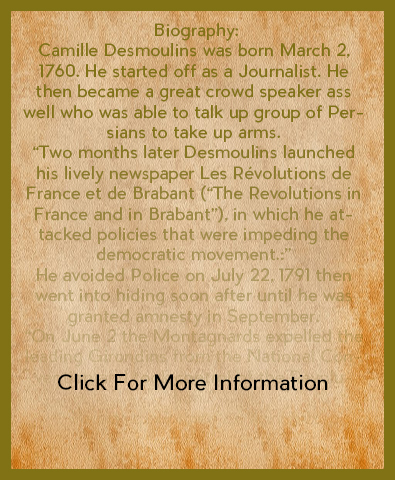 Biography:
Camille Desmoulins was born March 2,
1760. He started off as a Journalist. He
then became a great crowd speaker ass
well who was able to talk up group of Per-
sians to take up arms.
“Two months later Desmoulins launched
his lively newspaper Les Révolutions de
France et de Brabant (“The Revolutions in
France and in Brabant”), in which he at-
tacked policies that were impeding the
democratic movement.:”
He avoided Police on July 22, 1791 then
went into hiding soon after until he was
granted amnesty in September.
“On June 2 the Montagnards expelled the
leading Girondins from the National
Click For More Information